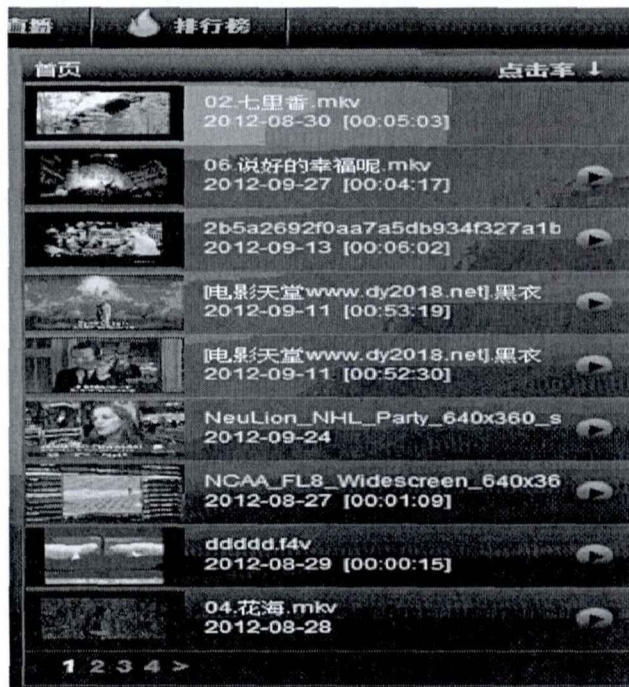 直播 排行榜
首页 点击率 ↓
02.七里香.mkv
2012-08-30 [00:05:03]
06.说好的幸福呢.mkv
2012-09-27 [00:04:17]
2b5a2692f0aa7a5db934f327a1b
2012-09-13 [00:06:02]
[电影天堂www.dy2018.net].黑衣
2012-09-11 [00:53:19]
[电影天堂www.dy2018.net].黑衣
2012-09-11 [00:52:30]
NeuLion_NHL_Party_640x360_s
2012-09-24
NCAA_FL8_Widescreen_640x36
2012-08-27 [00:01:09]
ddddd.f4v
2012-08-29 [00:00:15]
04.花海.mkv
2012-08-28
1 2 3 4 >